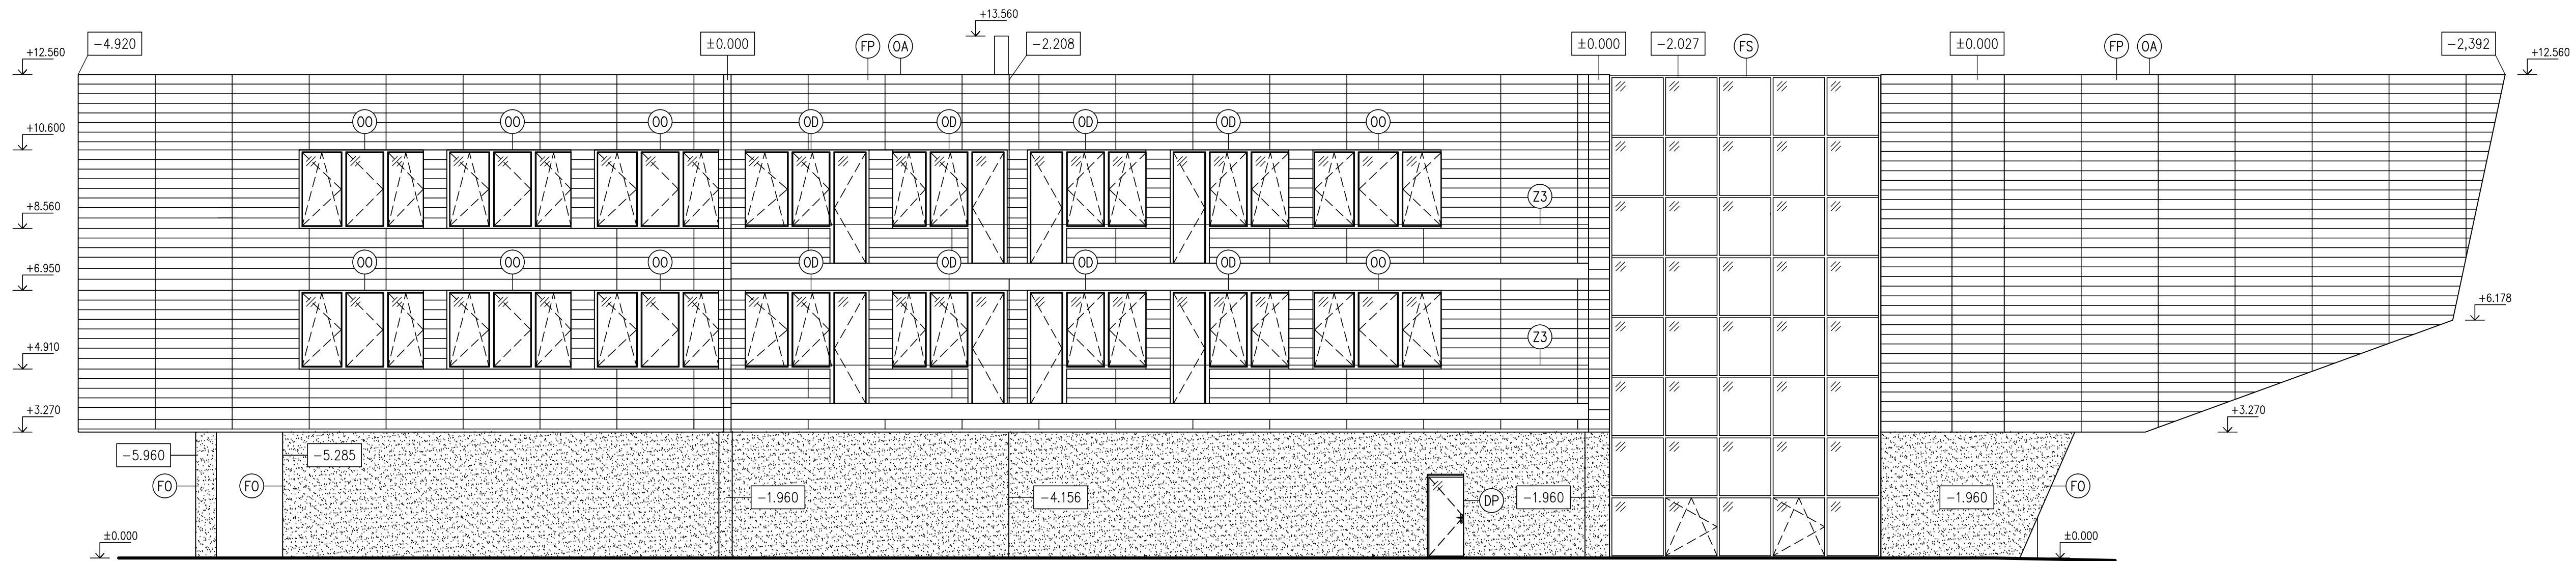 +13.560
-4.920
±0.000
FP
OA
-2.208
±0.000
-2.027
FS
±0.000
FP
OA
-2,392
+12.560
+12.560
OO
OO
OO
OD
OD
OD
OD
OO
+10.600
Z3
+8.560
OO
OO
OO
OD
OD
OD
OD
OO
+6.950
+6.178
Z3
+4.910
+3.270
+3.270
-5.960
-5.285
FO
FO
FO
-1.960
-4.156
DP
-1.960
-1.960
±0.000
±0.000